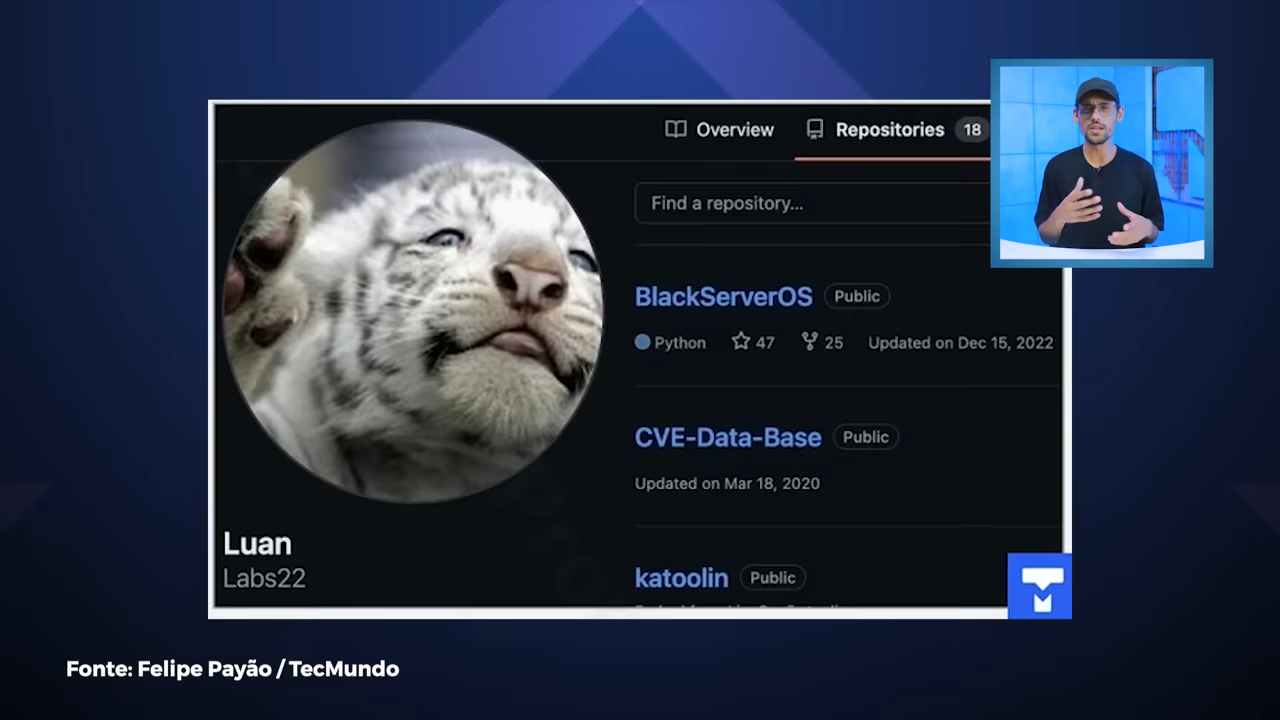 Overview
Repositories 18
Find a repository...
BlackServerOS Public
Python 47 25 Updated on Dec 15, 2022
CVE-Data-Base Public
Updated on Mar 18, 2020
katoolin Public
Luan
Labs22
Fonte: Felipe Payão / TecMundo